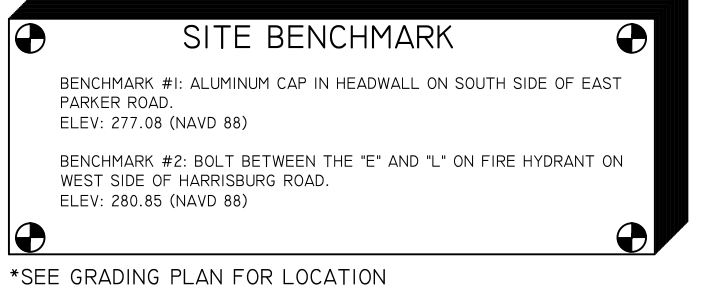 SITE BENCHMARK
BENCHMARK #1: ALUMINUM CAP IN HEADWALL ON SOUTH SIDE OF EAST
PARKER ROAD.
ELEV: 277.08 (NAVD 88)
BENCHMARK #2: BOLT BETWEEN THE "E" AND "L" ON FIRE HYDRANT ON
WEST SIDE OF HARRISBURG ROAD.
ELEV: 280.85 (NAVD 88)
*SEE GRADING PLAN FOR LOCATION